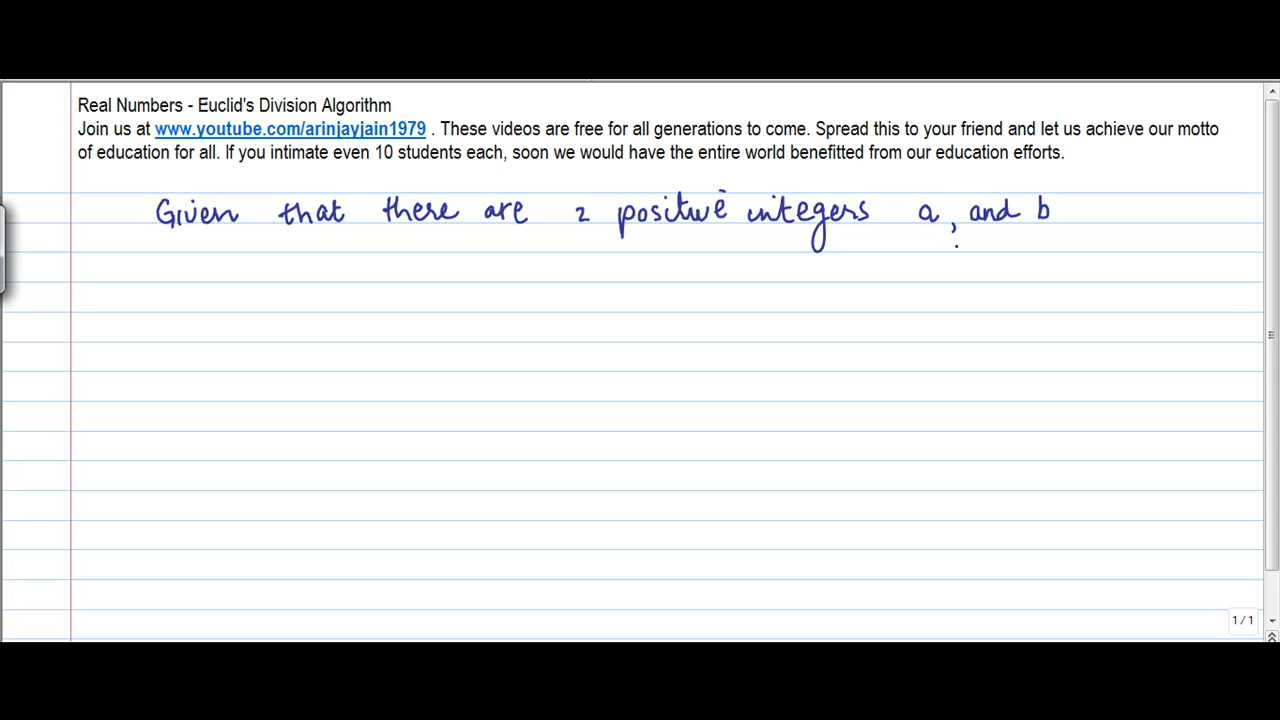 Real Numbers - Euclid's Division Algorithm
Join us at www.youtube.com/arinjayjain1979 . These videos are free for all generations to come. Spread this to your friend and let us achieve our motto
of education for all. If you intimate even 10 students each, soon we would have the entire world benefitted from our education efforts.
Given that there are 2 positive integers a, and b
1 / 1